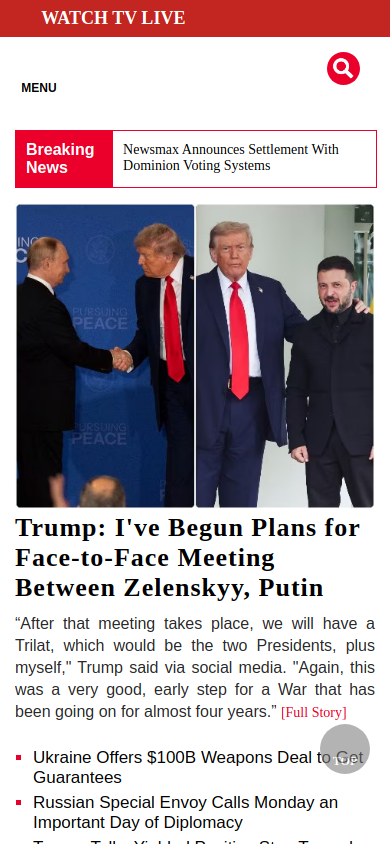 WATCH TV LIVE
MENU
Breaking
News
Newsmax Announces Settlement With
Dominion Voting Systems
PURSUING
PEACE
PURSUING
PEACE
Trump: I've Begun Plans for
Face-to-Face Meeting
Between Zelenskyy, Putin
“After that meeting takes place, we will have a
Trilat, which would be the two Presidents, plus
myself," Trump said via social media. "Again, this
was a very good, early step for a War that has
been going on for almost four years.” [Full Story]
Ukraine Offers $100B Weapons Deal to Get
Guarantees
TOP
Russian Special Envoy Calls Monday an
Important Day of Diplomacy